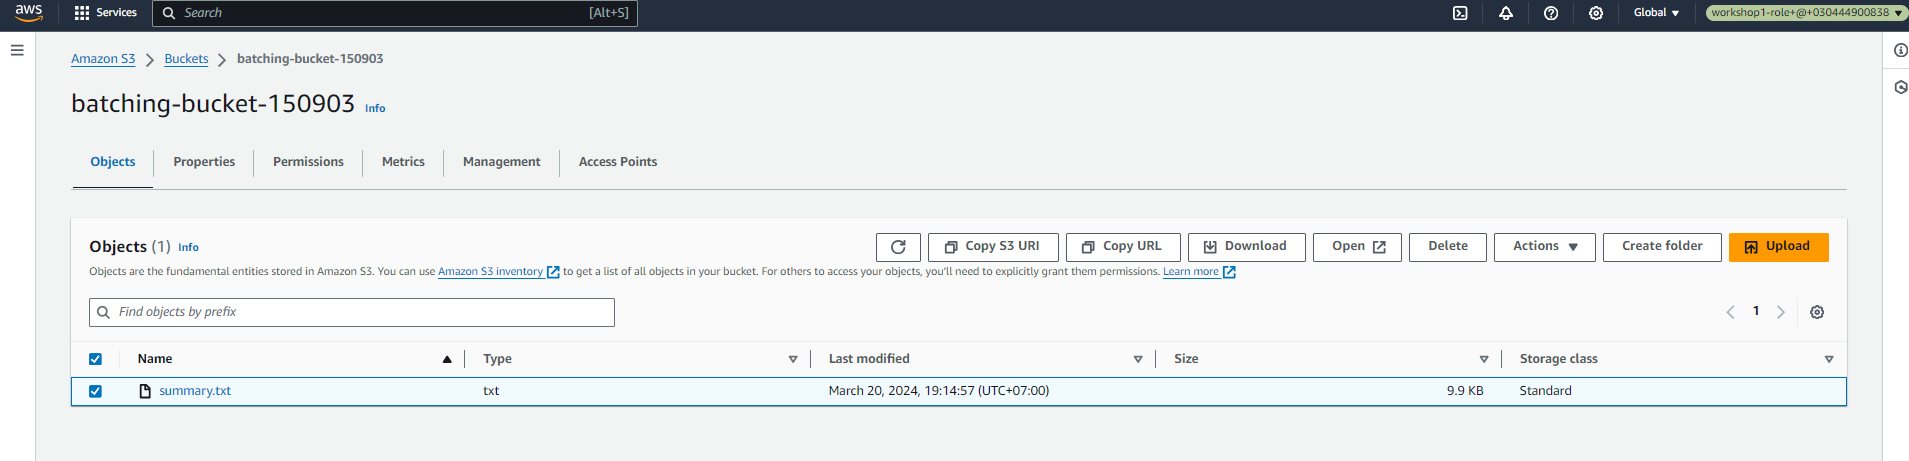 aws Services Search [Alt+S] Global workshop1-role+@+030444900838
Amazon S3 Buckets batching-bucket-150903
batching-bucket-150903 Info
Objects Properties Permissions Metrics Management Access Points
Objects (1) Info Copy S3 URI Copy URL Download Open Delete Actions Create folder Upload
Objects are the fundamental entities stored in Amazon S3. You can use Amazon S3 inventory to get a list of all objects in your bucket. For others to access your objects, you'll need to explicitly grant them permissions. Learn more
Find objects by prefix 1
Name Type Last modified Size Storage class
summary.txt txt March 20, 2024, 19:14:57 (UTC+07:00) 9.9 KB Standard